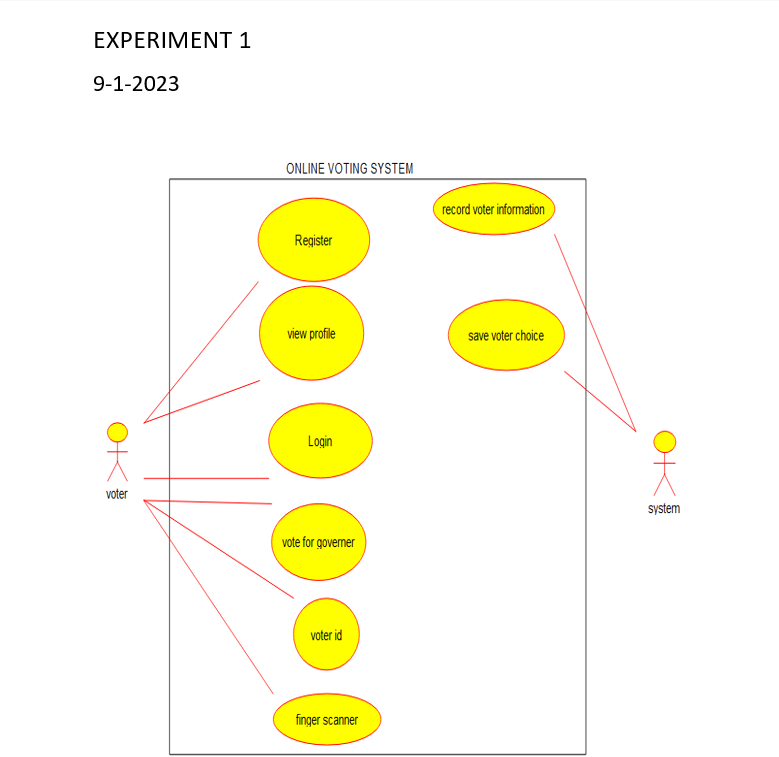 EXPERIMENT 1
9-1-2023
ONLINE VOTING SYSTEM
record voter information
Register
view profile
save voter choice
Login
voter
system
vote for governer
voter id
finger scanner